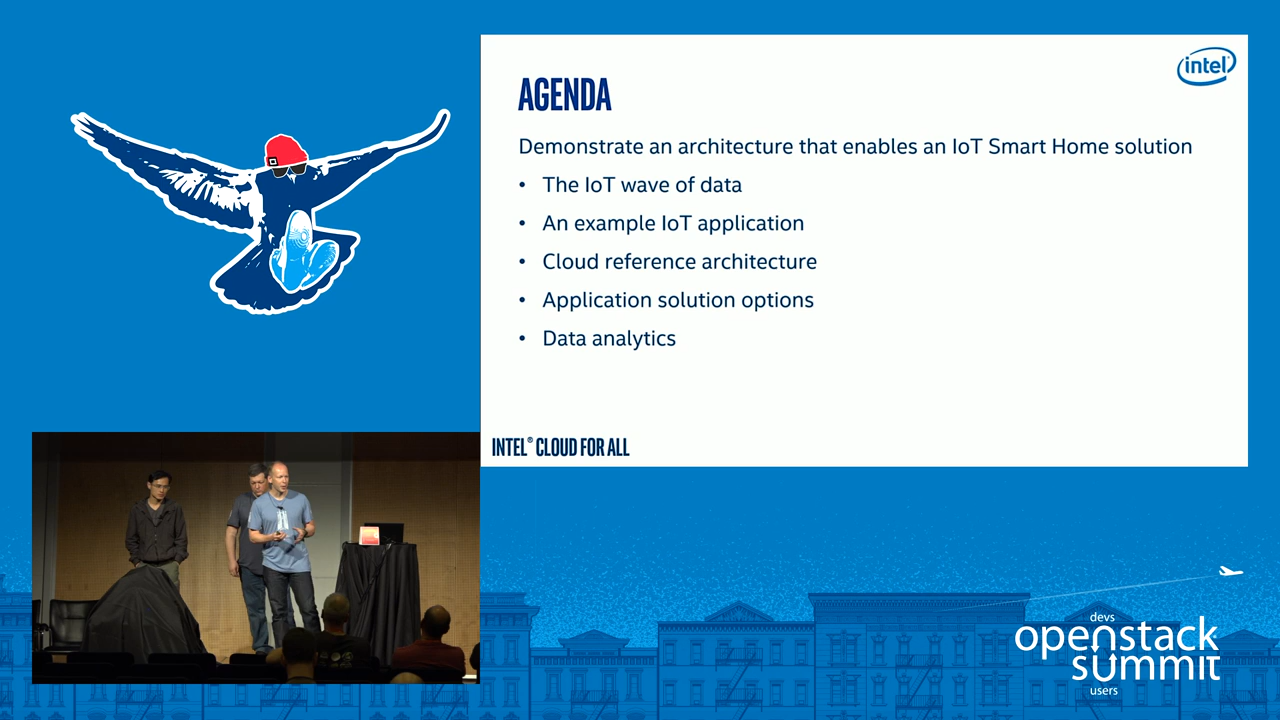 intel
AGENDA
Demonstrate an architecture that enables an IoT Smart Home solution
• The IoT wave of data
• An example IoT application
• Cloud reference architecture
• Application solution options
• Data analytics
INTEL® CLOUD FOR ALL
devs
openstack
summit
users